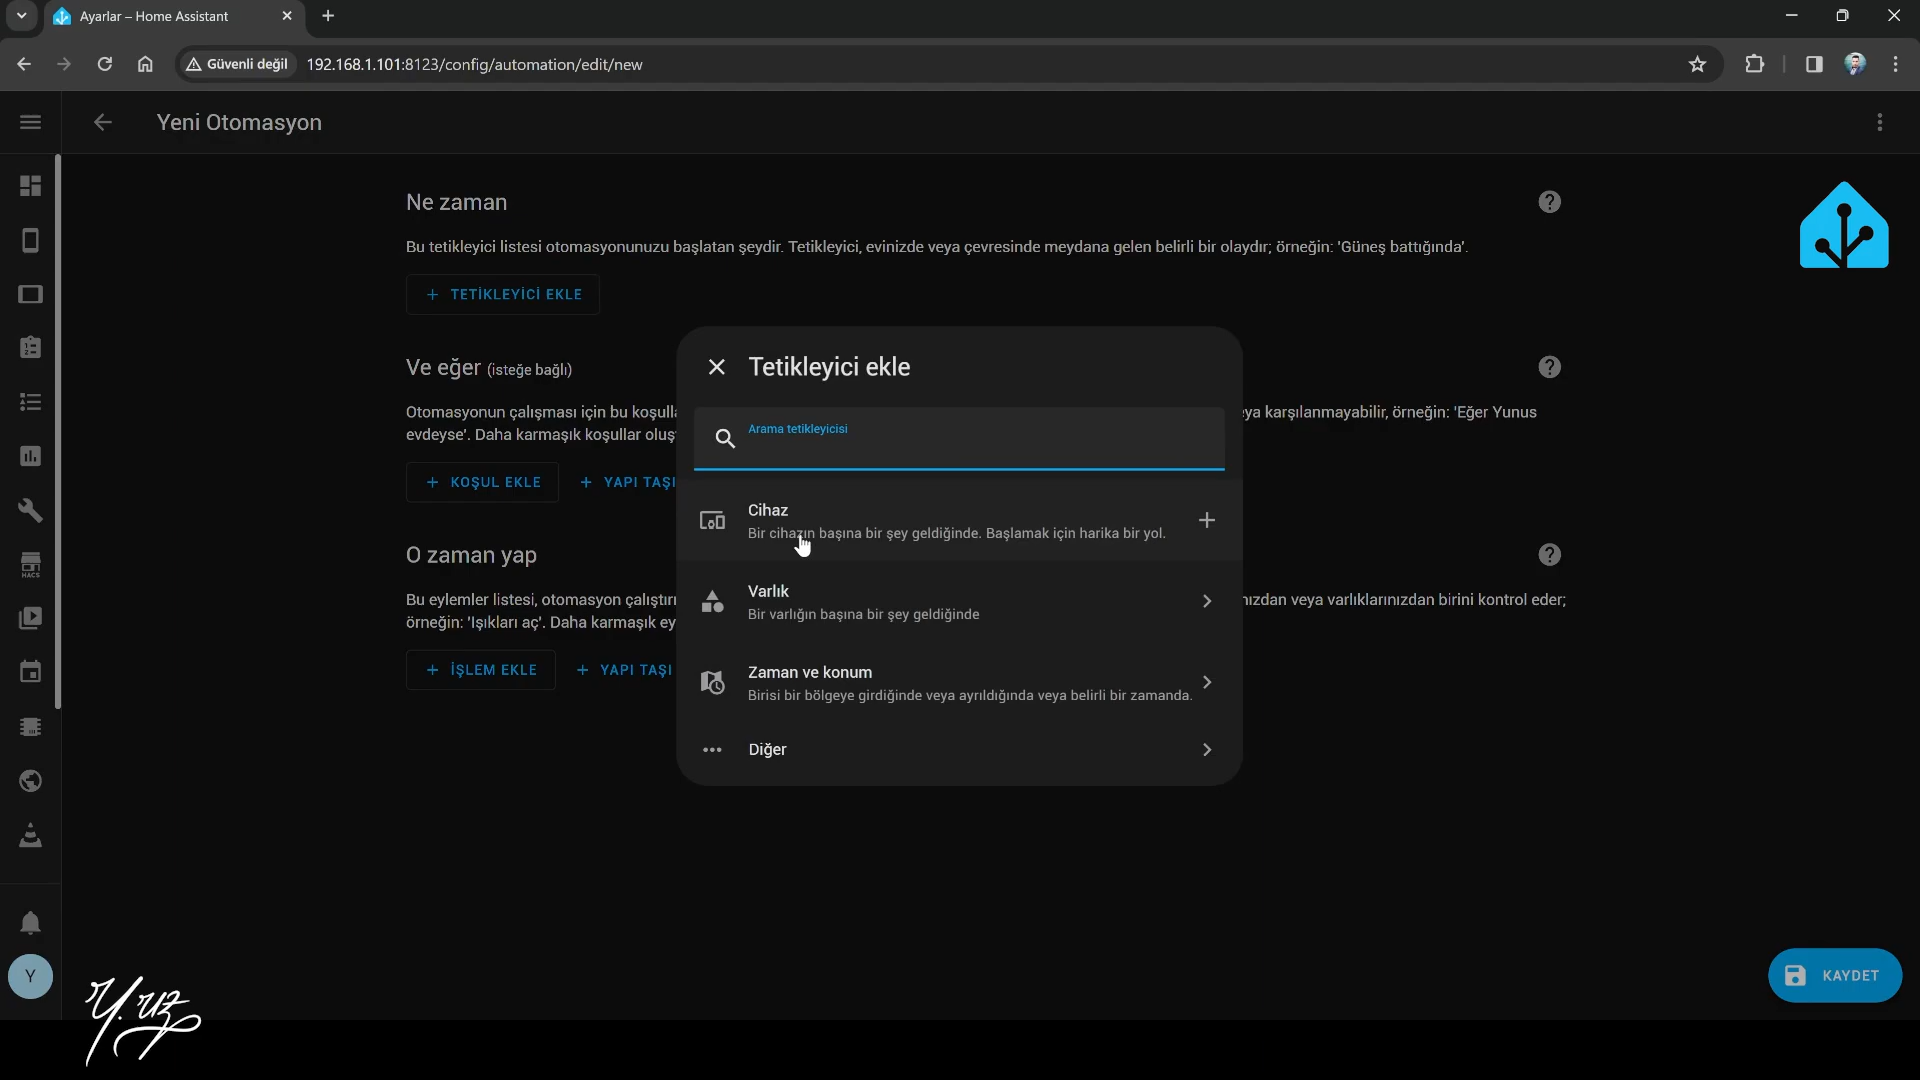 Ayarlar – Home Assistant
Güvenli değil
192.168.1.101:8123/config/automation/edit/new
Yeni Otomasyon
Ne zaman
Bu tetikleyici listesi otomasyonunuzu başlatan şeydir. Tetikleyici, evinizde veya çevresinde meydana gelen belirli bir olaydır; örneğin: 'Güneş battığında'.
+ TETİKLEYİCİ EKLE
Ve eğer (isteğe bağlı)
Otomasyonun çalışması için bu koşulla
ya karşılanmayabilir, örneğin: 'Eğer Yunus
evdeyse'. Daha karmaşık koşullar oluş
+ KOŞUL EKLE
+ YAPI TAŞI
O zaman yap
Bu eylemler listesi, otomasyon çalıştırı
nızdan veya varlıklarınızdan birini kontrol eder;
örneğin: 'Işıkları aç'. Daha karmaşık ey
+ İŞLEM EKLE
+ YAPI TAŞI
Tetikleyici ekle
Arama tetikleyicisi
Cihaz
Bir cihazın başına bir şey geldiğinde. Başlamak için harika bir yol.
Varlık
Bir varlığın başına bir şey geldiğinde
Zaman ve konum
Birisi bir bölgeye girdiğinde veya ayrıldığında veya belirli bir zamanda.
Diğer
HACS
Y
Y.uz
KAYDET